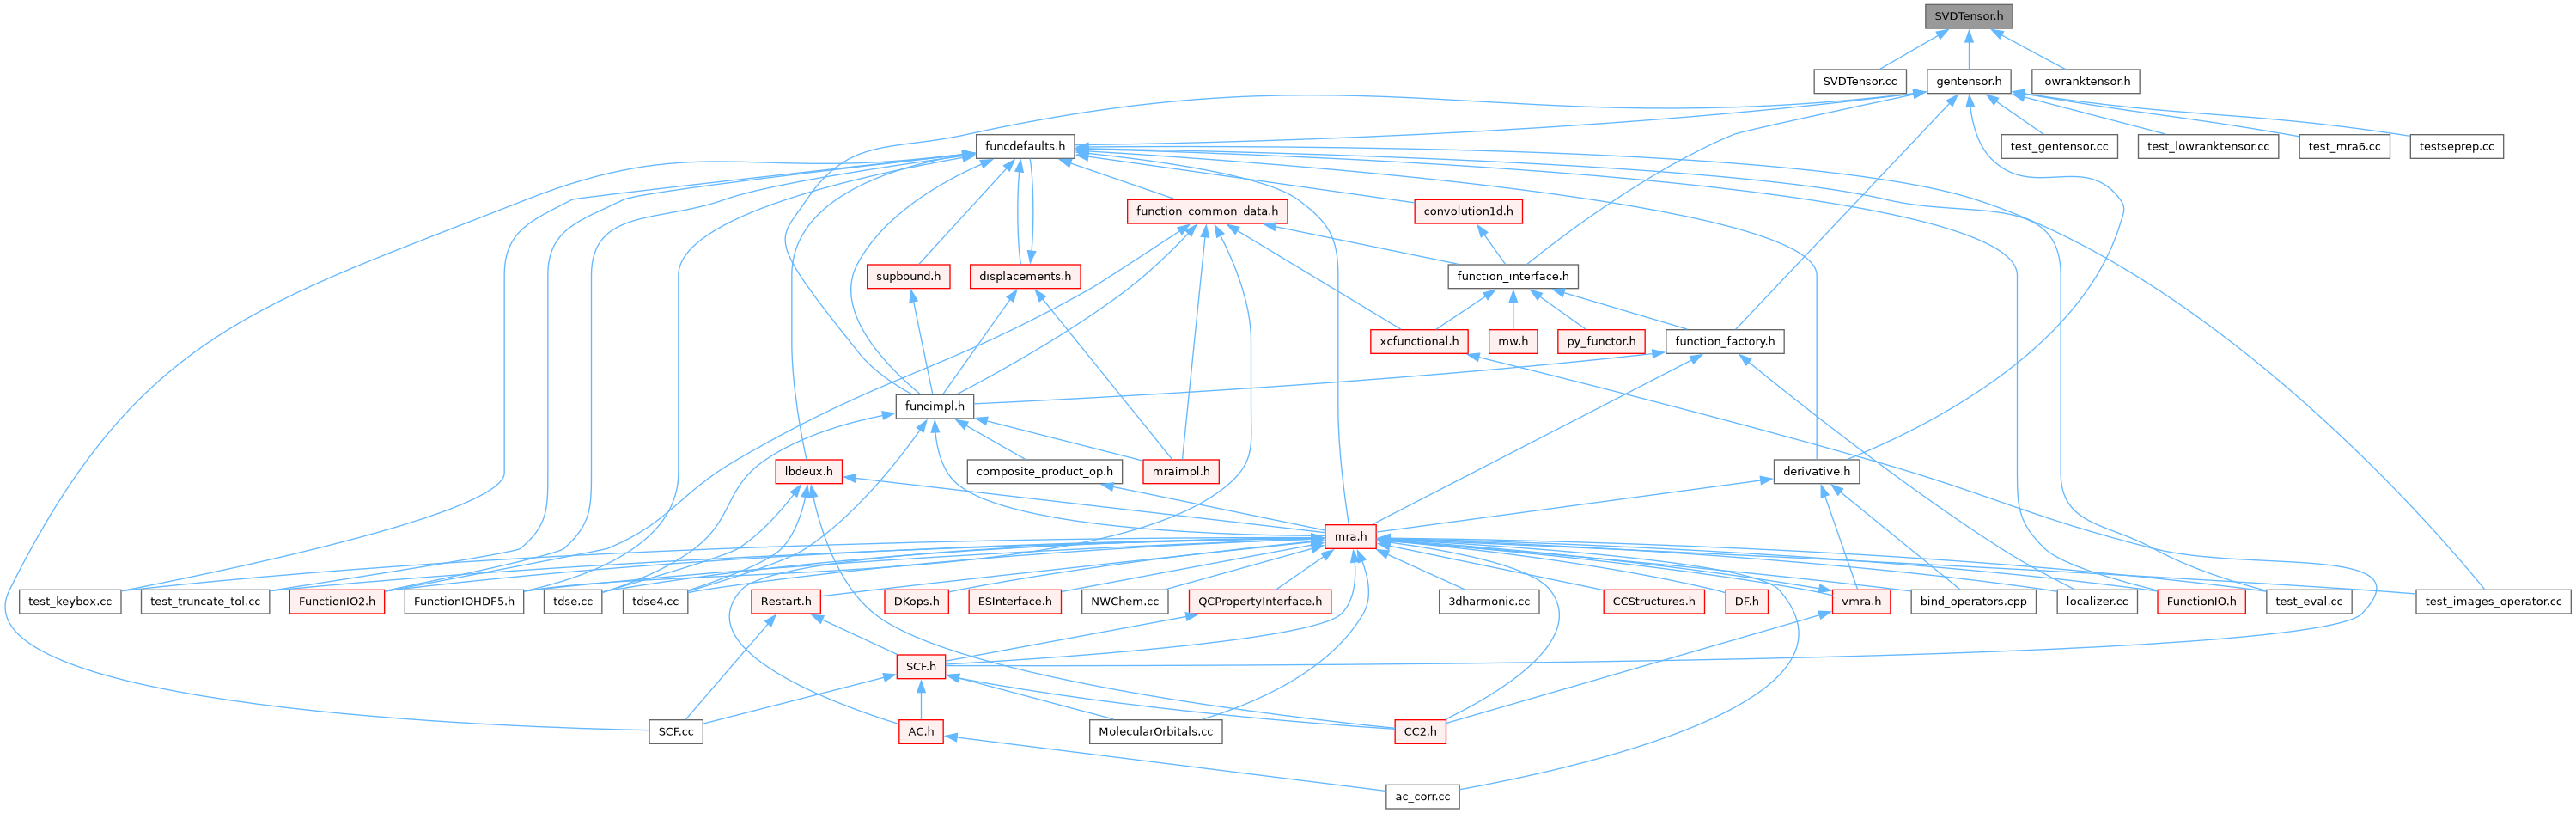 SVDTensor.h
SVDTensor.cc
gentensor.h
lowranktensor.h
funcdefaults.h
test_gentensor.cc
test_lowranktensor.cc
test_mra6.cc
testseprep.cc
function_common_data.h
convolution1d.h
supbound.h
displacements.h
function_interface.h
xcfunctional.h
mw.h
py_functor.h
function_factory.h
funcimpl.h
lbdeux.h
composite_product_op.h
mraimpl.h
derivative.h
mra.h
test_keybox.cc
test_truncate_tol.cc
FunctionIO2.h
FunctionIOHDF5.h
tdse.cc
tdse4.cc
Restart.h
DKops.h
ESInterface.h
NWChem.cc
QCPropertyInterface.h
3dharmonic.cc
CCStructures.h
DF.h
vmra.h
bind_operators.cpp
localizer.cc
FunctionIO.h
test_eval.cc
test_images_operator.cc
SCF.h
SCF.cc
AC.h
MolecularOrbitals.cc
CC2.h
ac_corr.cc